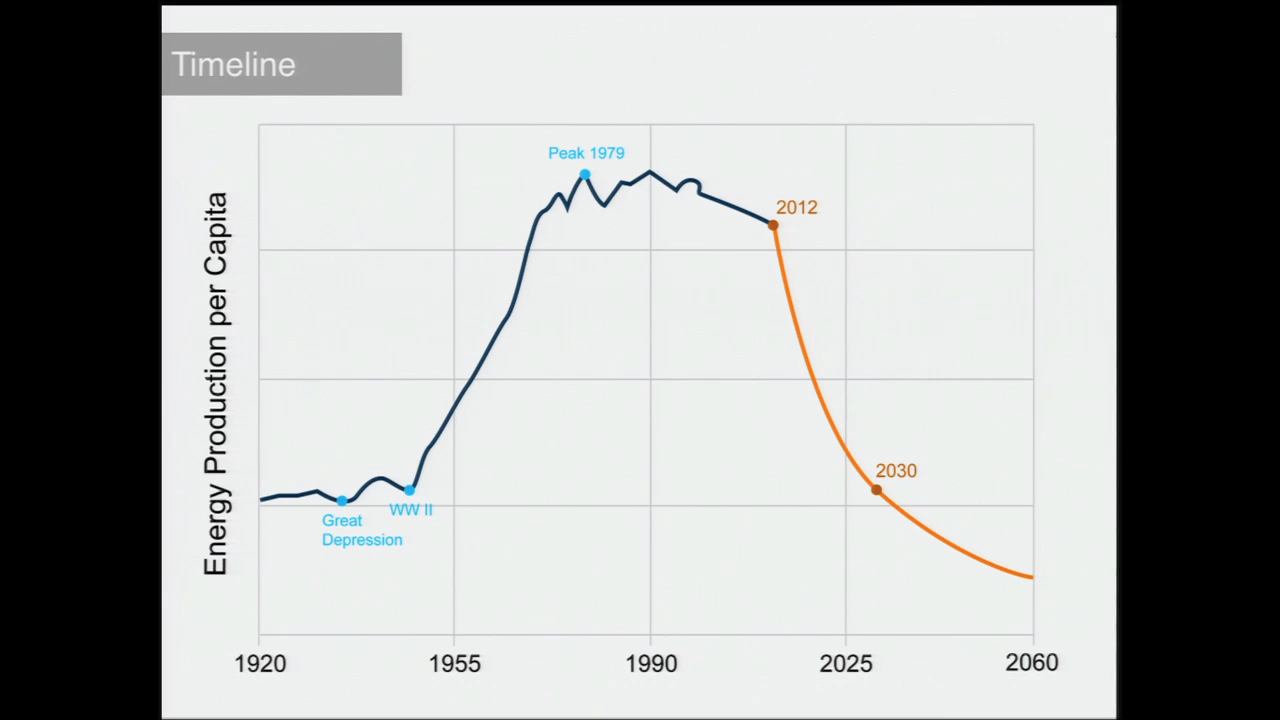 Timeline
Energy Production per Capita
Peak 1979
2012
2030
Great
Depression
WW II
1920
1955
1990
2025
2060